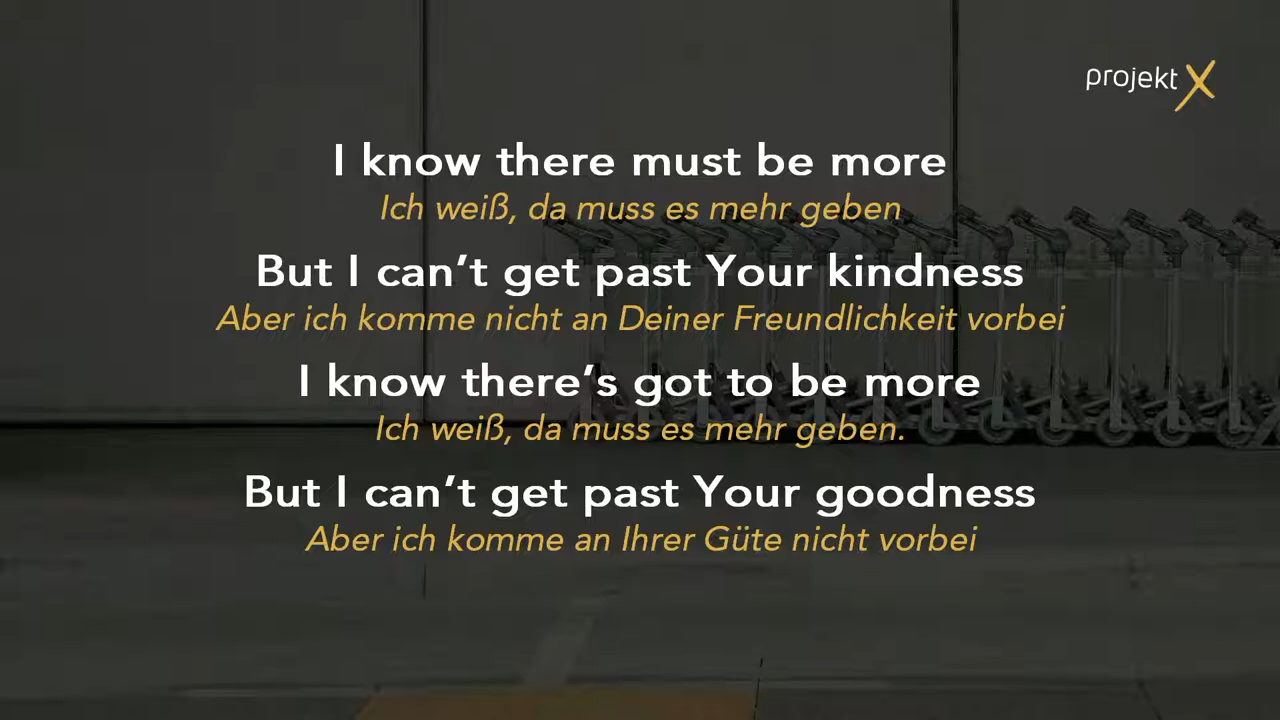 projekt X
I know there must be more
Ich weiß, da muss es mehr geben
But I can’t get past Your kindness
Aber ich komme nicht an Deiner Freundlichkeit vorbei
I know there’s got to be more
Ich weiß, da muss es mehr geben.
But I can’t get past Your goodness
Aber ich komme an Ihrer Güte nicht vorbei